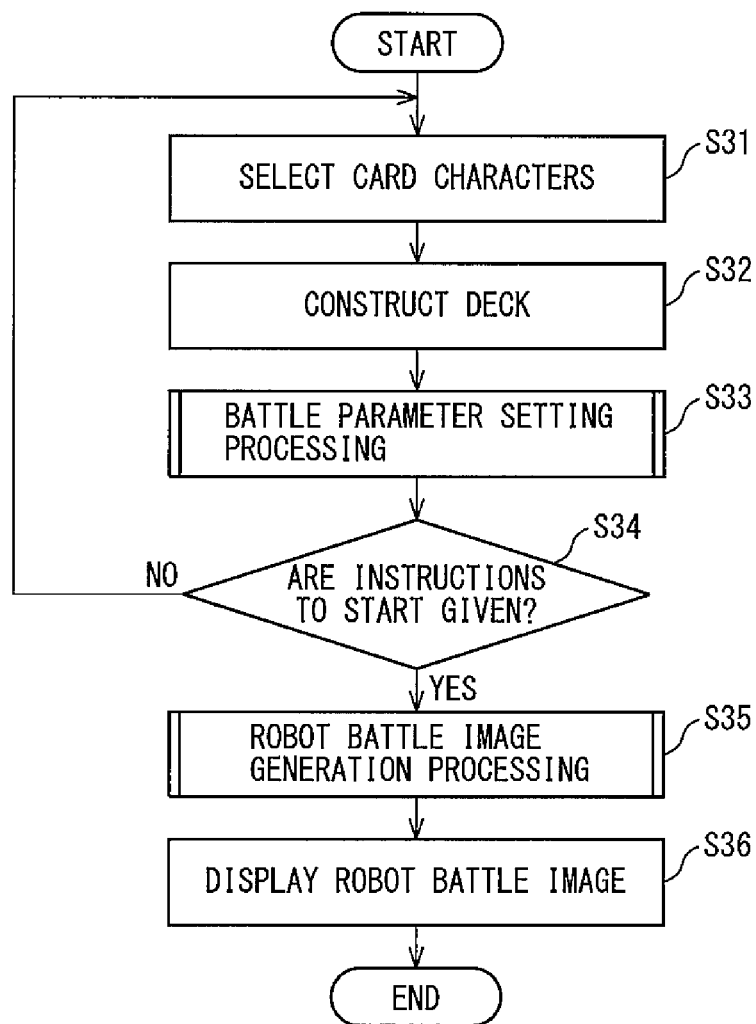 START
S31
SELECT CARD CHARACTERS
S32
CONSTRUCT DECK
S33
BATTLE PARAMETER SETTING
PROCESSING
S34
NO
ARE INSTRUCTIONS
TO START GIVEN?
YES
S35
ROBOT BATTLE IMAGE
GENERATION PROCESSING
S36
DISPLAY ROBOT BATTLE IMAGE
END